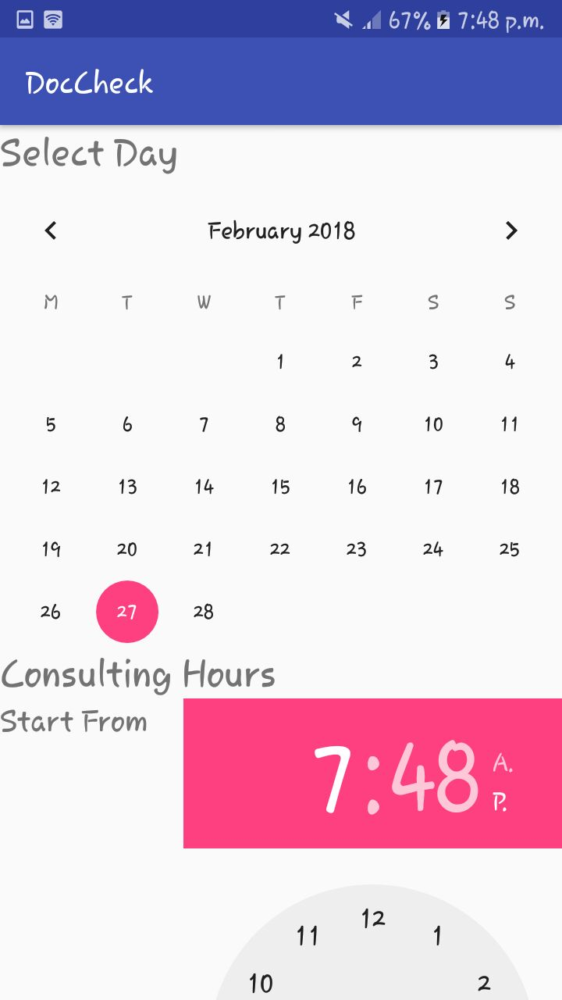 67% 7:48 p.m.
DocCheck
Select Day
February 2018
M T W T F S S
1 2 3 4
5 6 7 8 9 10 11
12 13 14 15 16 17 18
19 20 21 22 23 24 25
26 27 28
Consulting Hours
Start From
7:48 A. P.
12
11 1
10 2